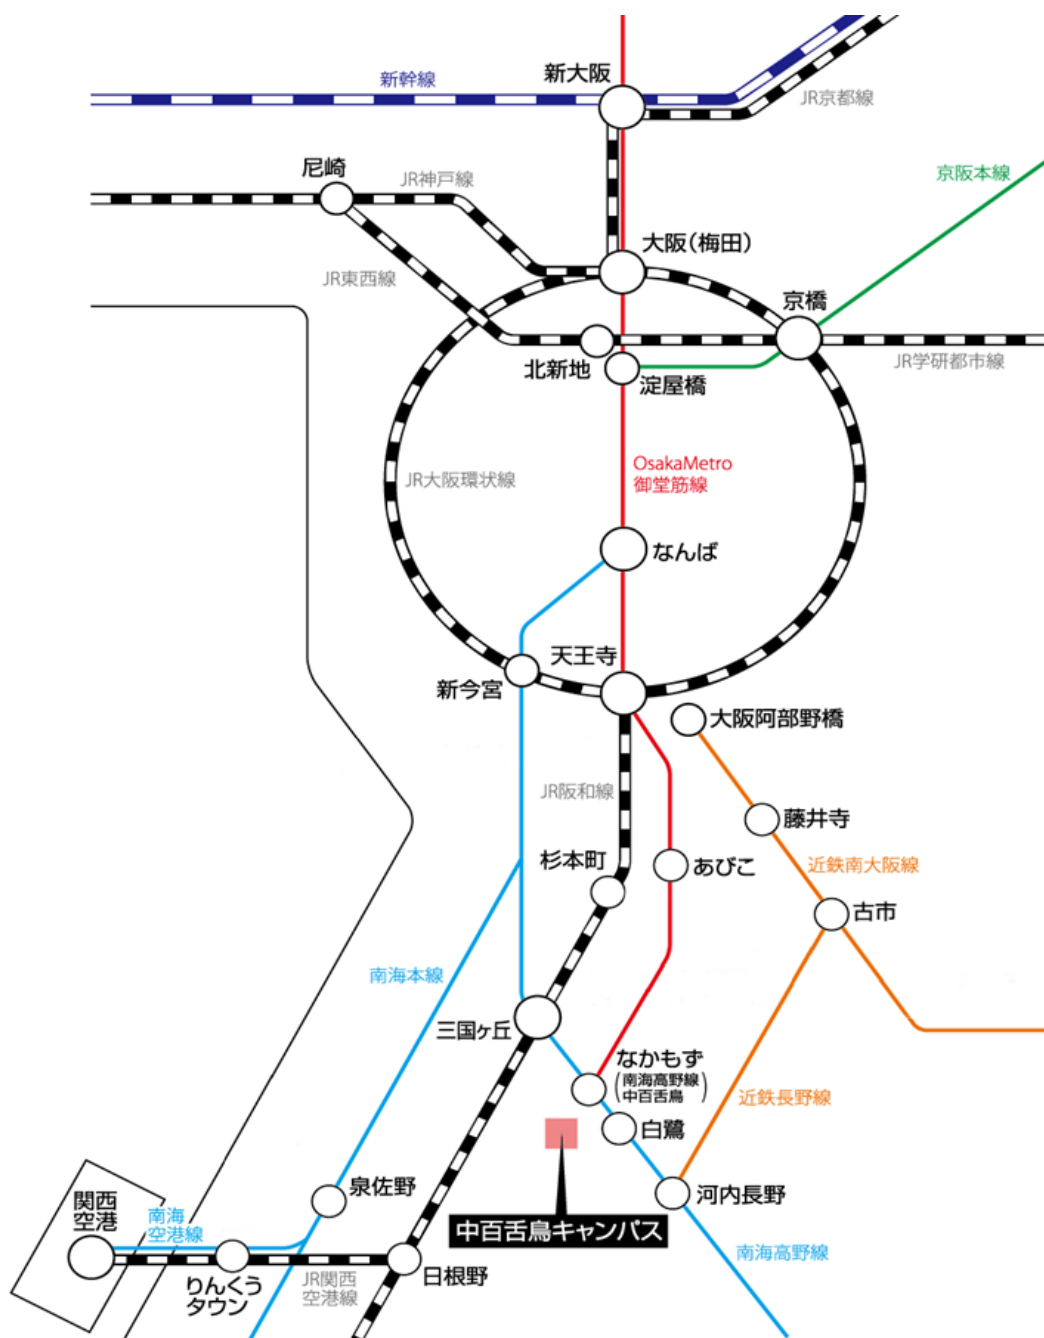 新幹線
新大阪
JR京都線
尼崎
JR神戸線
京阪本線
大阪（梅田）
JR東西線
京橋
北新地
淀屋橋
JR学研都市線
OsakaMetro
御堂筋線
JR大阪環状線
なんば
天王寺
新今宮
大阪阿部野橋
JR阪和線
藤井寺
杉本町
あびこ
近鉄南大阪線
古市
南海本線
三国ヶ丘
なかもず
（南海高野線
中百舌鳥）
近鉄長野線
白鷺
泉佐野
河内長野
関西
空港
南海
空港線
中百舌鳥キャンパス
南海高野線
りんくう
タウン
JR関西
空港線
日根野